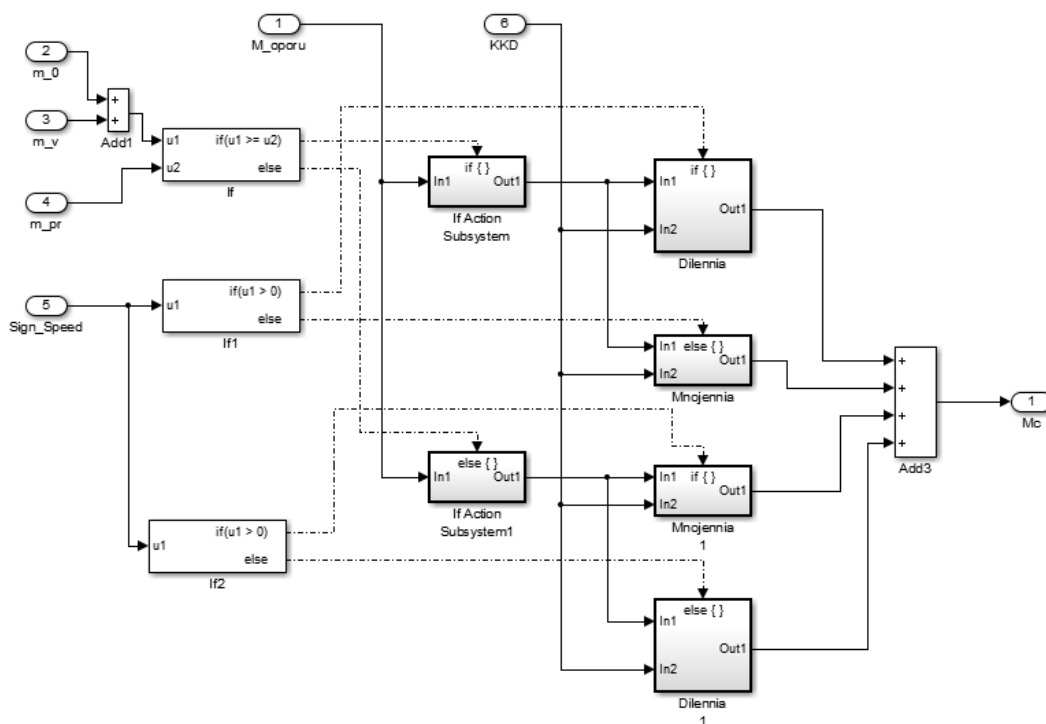 1
M_oporu
6
KKD
2
m_0
3
m_v
+
+
Add1
4
m_pr
u1
u2
if(u1 >= u2)
else
If
if { }
In1
Out1
If Action
Subsystem
if { }
In1
In2
Out1
Dilennia
5
Sign_Speed
u1
if(u1 > 0)
else
If1
else { }
In1
In2
Out1
Mnojennia
+
+
+
+
Add3
1
Mc
else { }
In1
Out1
If Action
Subsystem1
if { }
In1
In2
Out1
Mnojennia
1
u1
if(u1 > 0)
else
If2
else { }
In1
In2
Out1
Dilennia
1